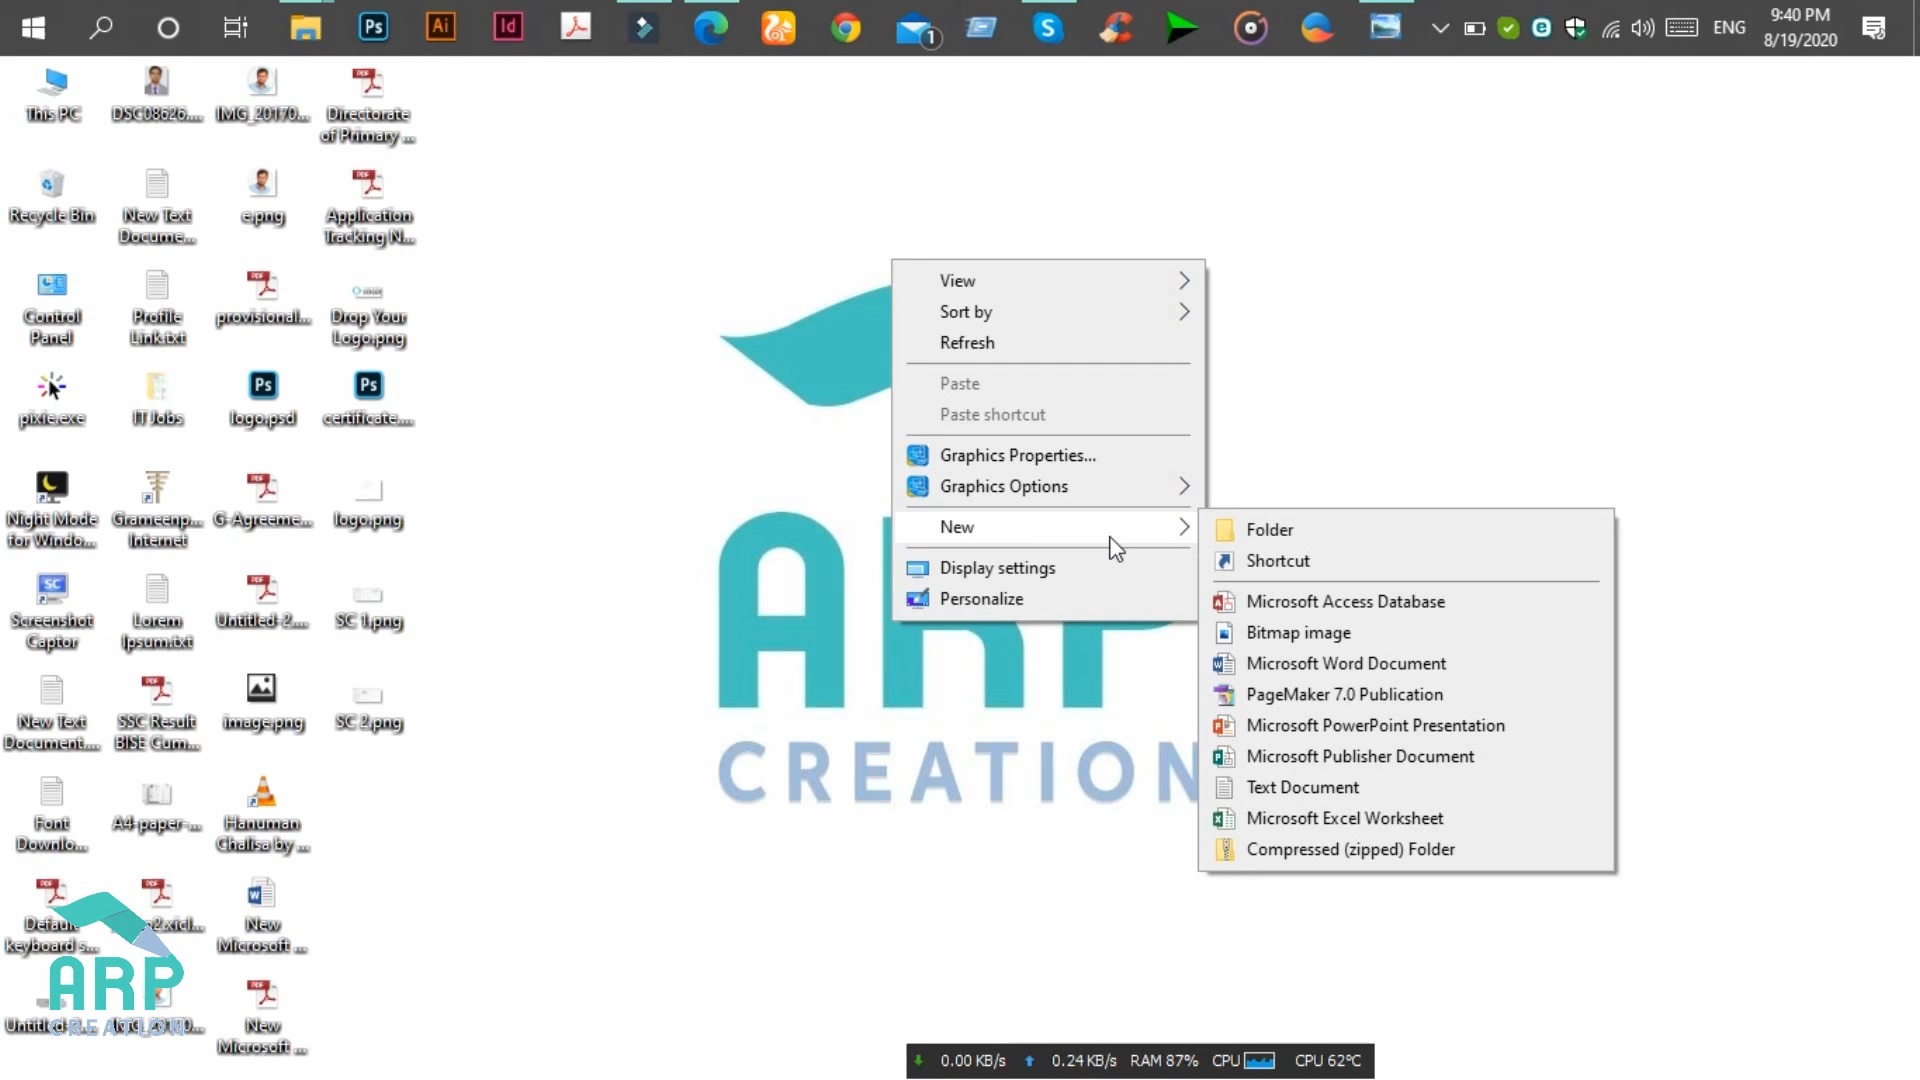 1
ENG
9:40 PM
8/19/2020
This PC
DSC08626....
IMG_20170...
Directorate
of Primary ...
Recycle Bin
New Text
Docume...
e.png
Application
Tracking N...
Control
Panel
Profile
Link.txt
provisional...
Drop Your
Logo.png
pixie.exe
IT Jobs
logo.psd
certificate....
Night Mode
for Windo...
Grameenp...
Internet
G-Agreeme...
logo.png
Screenshot
Captor
Lorem
Ipsum.txt
Untitled-2....
SC 1.png
New Text
Document....
SSC Result
BISE Cum...
image.png
SC 2.png
Font
Downlo...
A4-paper-...
Hanuman
Chalisa by ...
Default
keyboard s...
New
Microsoft ...
New
Microsoft ...
ARP
CREATION
View
Sort by
Refresh
Paste
Paste shortcut
Graphics Properties...
Graphics Options
New
Display settings
Personalize
Folder
Shortcut
Microsoft Access Database
Bitmap image
Microsoft Word Document
PageMaker 7.0 Publication
Microsoft PowerPoint Presentation
Microsoft Publisher Document
Text Document
Microsoft Excel Worksheet
Compressed (zipped) Folder
ARP
CREATION
0.00 KB/s 0.24 KB/s RAM 87% CPU CPU 62°C